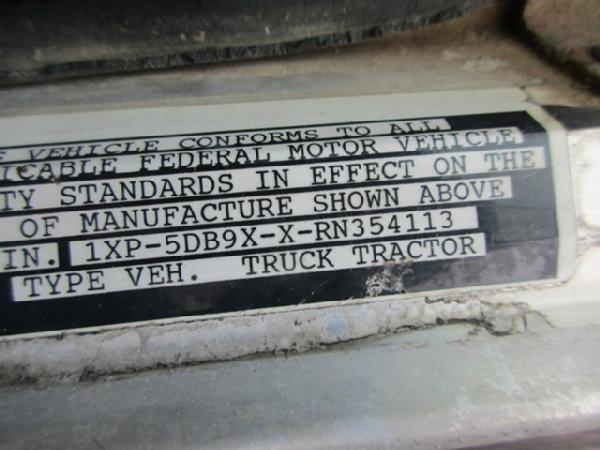 VEHICLE CONFORMS TO ALL
ICABLE FEDERAL MOTOR VEHICLE
TY STANDARDS IN EFFECT ON THE
OF MANUFACTURE SHOWN ABOVE
IN. 1XP-5DB9X-X-RN354113
TYPE VEH. TRUCK TRACTOR